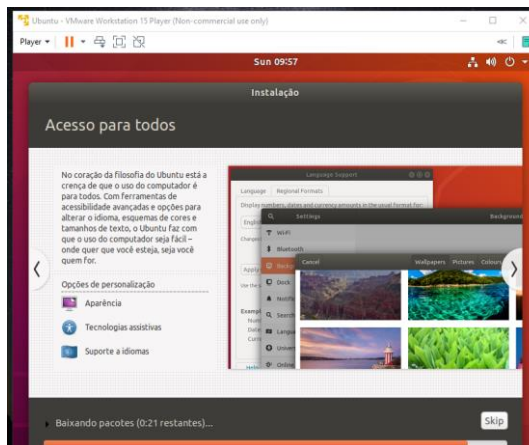 Ubuntu - VMware Workstation 15 Player (Non-commercial use only)
Player
Sun 09:57
Instalação
Acesso para todos
No coração da filosofia do Ubuntu está a
crença de que o uso do computador é
para todos. Com ferramentas de
acessibilidade avançadas e opções para
alterar o idioma, esquemas de cores e
tamanhos de texto, o Ubuntu faz com
que o uso do computador seja fácil –
onde quer que você esteja, seja você
quem for.
Opções de personalização
Aparência
Tecnologias assistivas
Suporte a idiomas
Language Support
Language Regional Formats
Display numbers, dates and currency amounts in the usual format for:
Settings
Background
Wi-Fi
Bluetooth
Dock
Cancel
Wallpapers Pictures Colours
Apply
Baixando pacotes (0:21 restantes)...
Skip